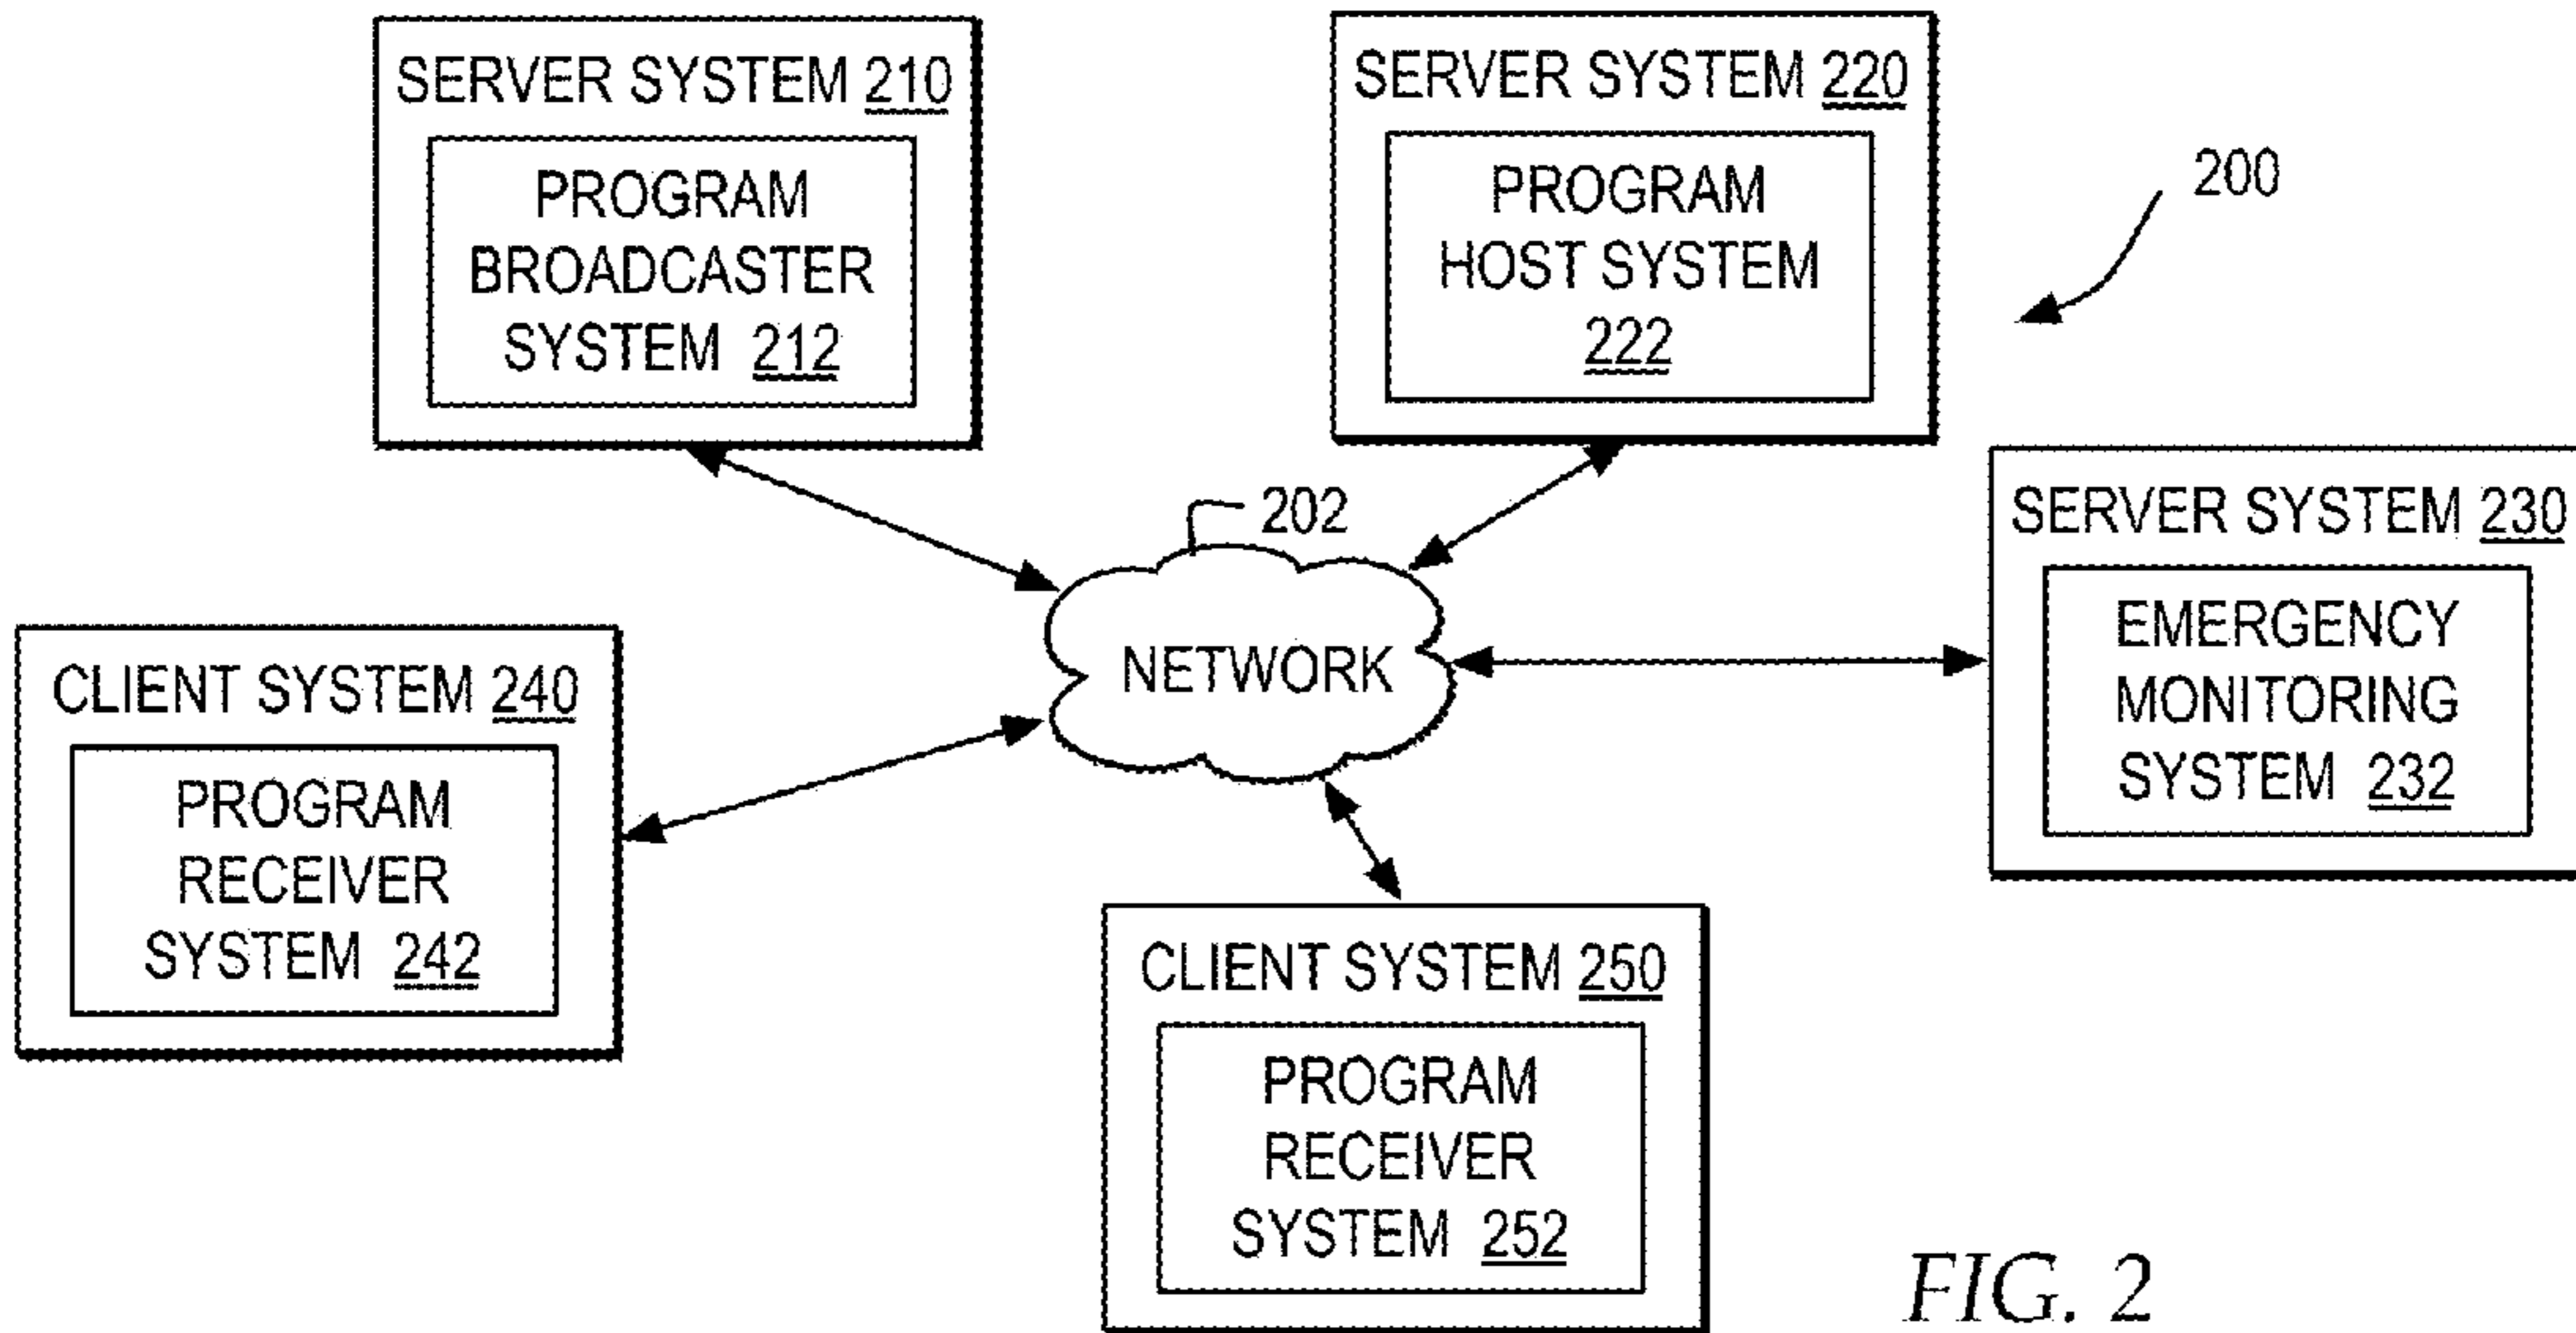 SERVER SYSTEM 210
PROGRAM
BROADCASTER
SYSTEM 212
SERVER SYSTEM 220
PROGRAM
HOST SYSTEM
222
200
202
NETWORK
SERVER SYSTEM 230
EMERGENCY
MONITORING
SYSTEM 232
CLIENT SYSTEM 240
PROGRAM
RECEIVER
SYSTEM 242
CLIENT SYSTEM 250
PROGRAM
RECEIVER
SYSTEM 252
FIG. 2